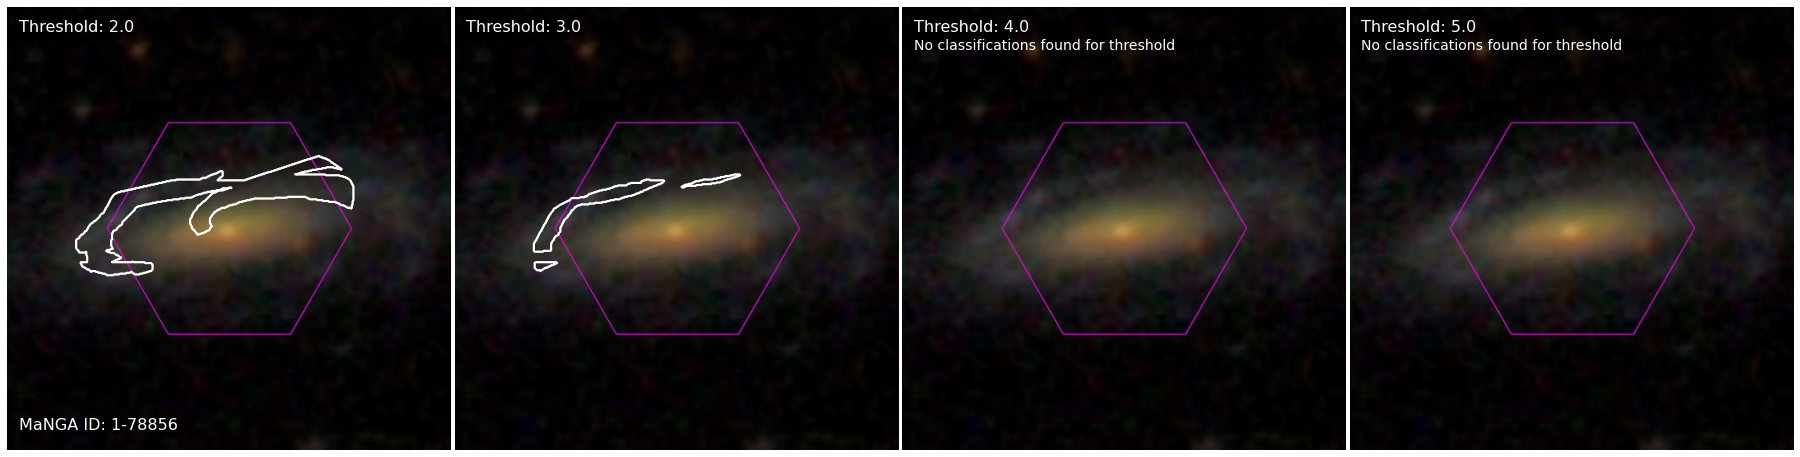 Threshold: 2.0
MaNGA ID: 1-78856
Threshold: 3.0
Threshold: 4.0
No classifications found for threshold
Threshold: 5.0
No classifications found for threshold